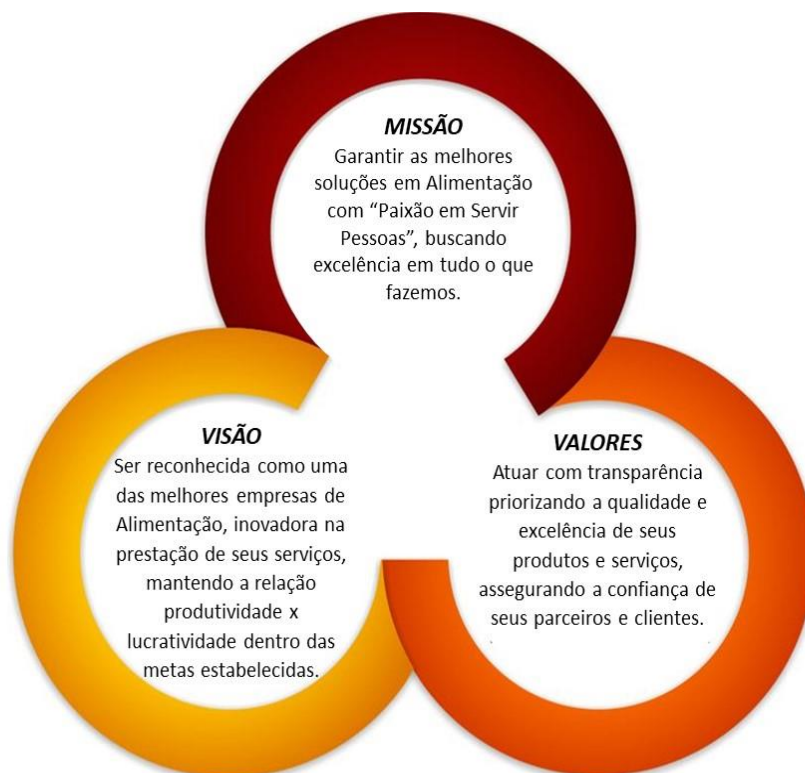 MISSÃO
Garantir as melhores
soluções em Alimentação
com “Paixão em Servir
Pessoas”, buscando
excelência em tudo o que
fazemos.
VISÃO
Ser reconhecida como uma
das melhores empresas de
Alimentação, inovadora na
prestação de seus serviços,
mantendo a relação
produtividade x
lucratividade dentro das
metas estabelecidas.
VALORES
Atuar com transparência
priorizando a qualidade e
excelência de seus
produtos e serviços,
assegurando a confiança de
seus parceiros e clientes.